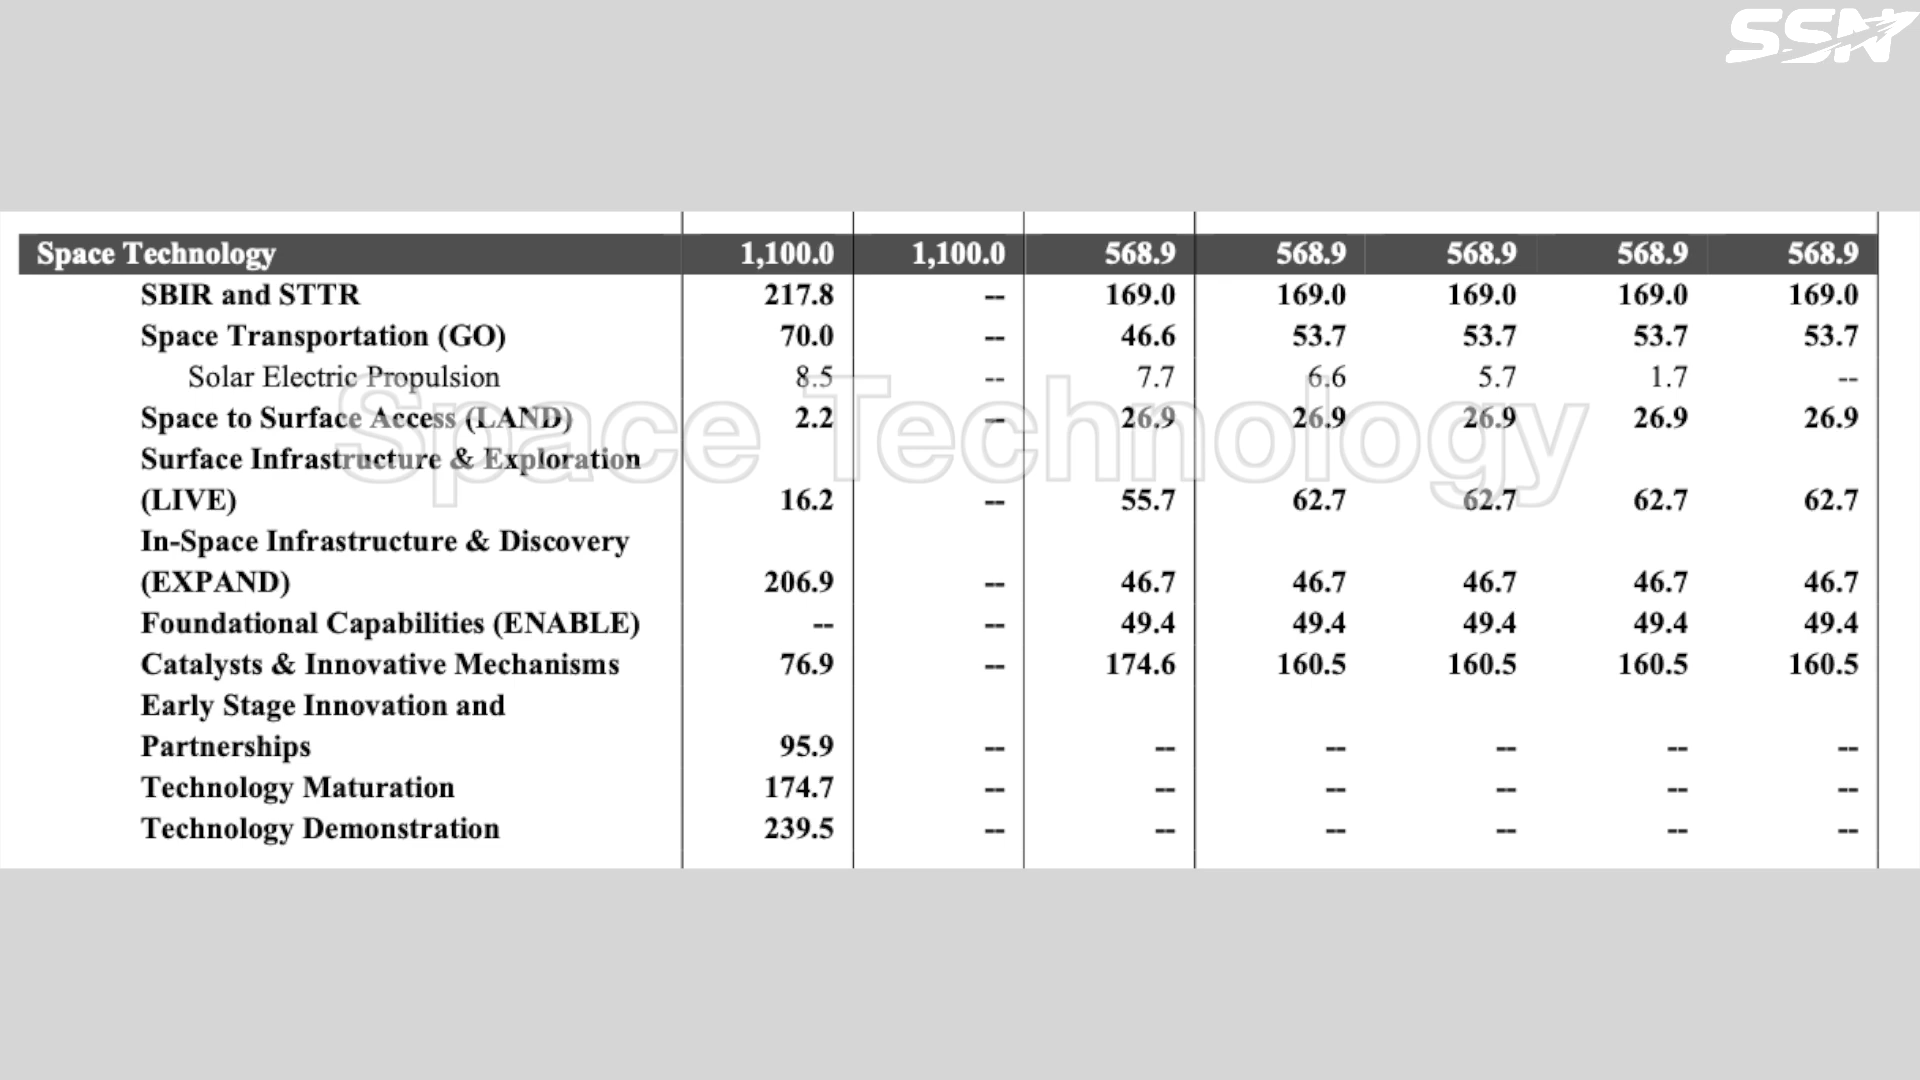 SSN
Space Technology 1,100.0 1,100.0 568.9 568.9 568.9 568.9 568.9
SBIR and STTR 217.8 -- 169.0 169.0 169.0 169.0 169.0
Space Transportation (GO) 70.0 -- 46.6 53.7 53.7 53.7 53.7
Solar Electric Propulsion 8.5 -- 7.7 6.6 5.7 1.7 --
Space to Surface Access (LAND) 2.2 -- 26.9 26.9 26.9 26.9 26.9
Space Technology
Surface Infrastructure & Exploration
(LIVE) 16.2 -- 55.7 62.7 62.7 62.7 62.7
In-Space Infrastructure & Discovery
(EXPAND) 206.9 -- 46.7 46.7 46.7 46.7 46.7
Foundational Capabilities (ENABLE) -- -- 49.4 49.4 49.4 49.4 49.4
Catalysts & Innovative Mechanisms 76.9 -- 174.6 160.5 160.5 160.5 160.5
Early Stage Innovation and
Partnerships 95.9 -- -- -- -- -- --
Technology Maturation 174.7 -- -- -- -- -- --
Technology Demonstration 239.5 -- -- -- -- -- --